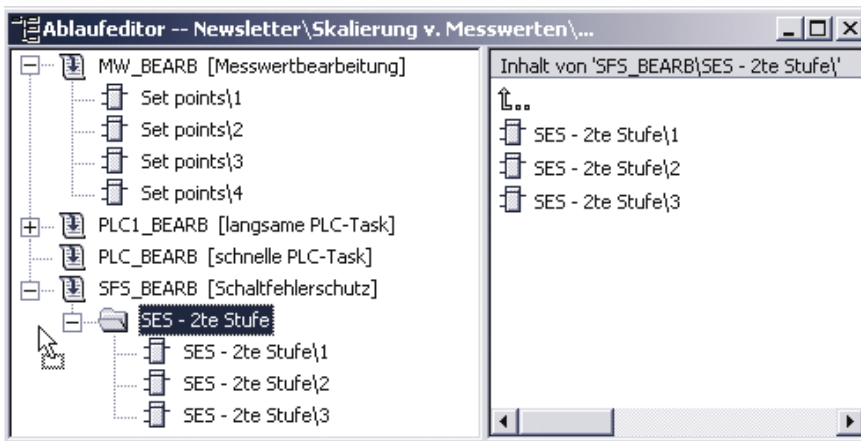 Ablaufeditor -- Newsletter\Skalierung v. Messwerten\...
MW_BEARB [Messwertbearbeitung]
Set points\1
Set points\2
Set points\3
Set points\4
PLC1_BEARB [langsame PLC-Task]
PLC_BEARB [schnelle PLC-Task]
SFS_BEARB [Schaltfehlerschutz]
SES - 2te Stufe
SES - 2te Stufe\1
SES - 2te Stufe\2
SES - 2te Stufe\3
Inhalt von 'SFS_BEARB\SES - 2te Stufe\'
..
SES - 2te Stufe\1
SES - 2te Stufe\2
SES - 2te Stufe\3